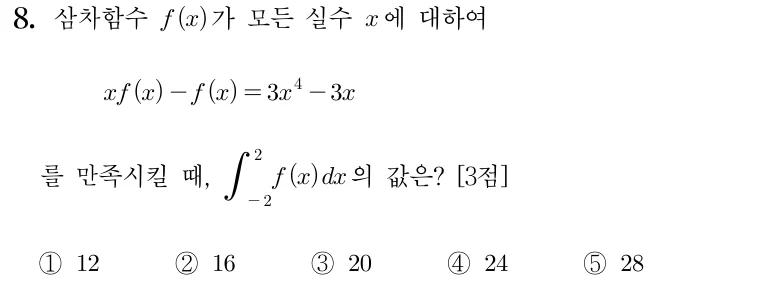 8. 삼차함수 f(x)가 모든 실수 x에 대하여
xf(x)-f(x)=3x⁴-3x
를 만족시킬 때, ∫₋₂² f(x)dx의 값은? [3점]
① 12 ② 16 ③ 20 ④ 24 ⑤ 28